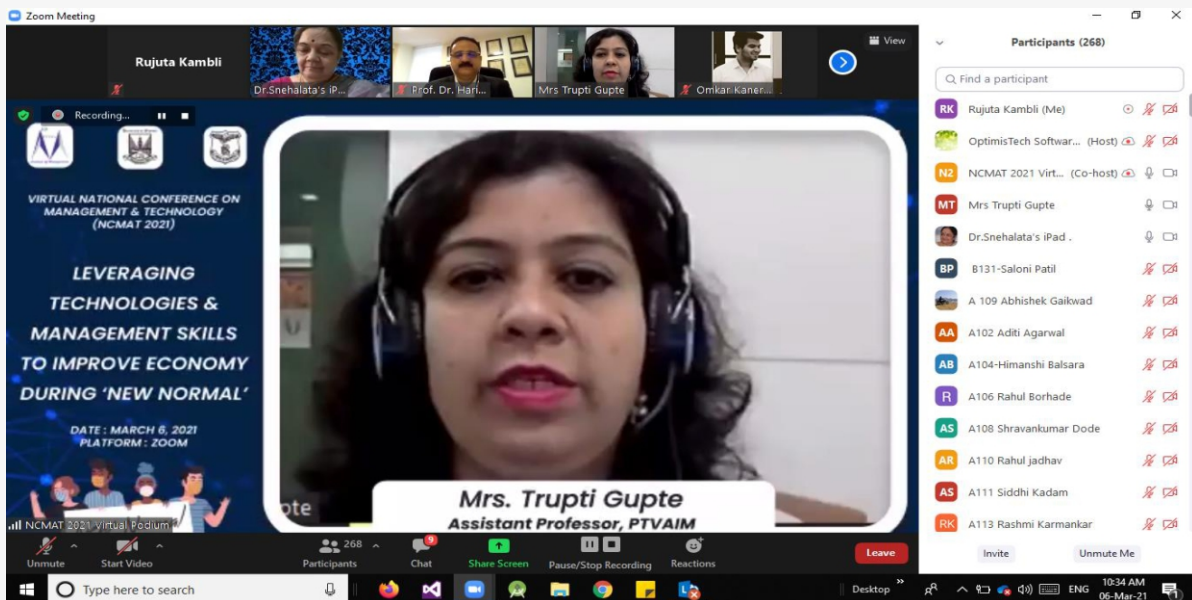 Zoom Meeting
Rujuta Kambli
Dr.Snehalata's iP...
Prof. Dr. Hari...
Mrs Trupti Gupte
Omkar Kaner...
View
Recording...
VIRTUAL NATIONAL CONFERENCE ON
MANAGEMENT & TECHNOLOGY
(NCMAT 2021)
LEVERAGING
TECHNOLOGIES &
MANAGEMENT SKILLS
TO IMPROVE ECONOMY
DURING ‘NEW NORMAL’
DATE : MARCH 6, 2021
PLATFORM : ZOOM
NCMAT 2021 Virtual Podium
pte
Mrs. Trupti Gupte
Assistant Professor, PTVAIM
Participants (268)
Find a participant
RK Rujuta Kambli (Me)
OptimisTech Softwar... (Host)
N2 NCMAT 2021 Virt... (Co-host)
MT Mrs Trupti Gupte
Dr.Snehalata's iPad .
BP B131-Saloni Patil
A 109 Abhishek Gaikwad
AA A102 Aditi Agarwal
AB A104-Himanshi Balsara
R A106 Rahul Borhade
AS A108 Shravankumar Dode
AR A110 Rahul jadhav
AS A111 Siddhi Kadam
RK A113 Rashmi Karmankar
Invite
Unmute Me
Unmute
Start Video
268
Participants
9
Chat
Share Screen
Pause/Stop Recording
Reactions
Leave
Type here to search
Desktop
ENG
10:34 AM
06-Mar-21
1